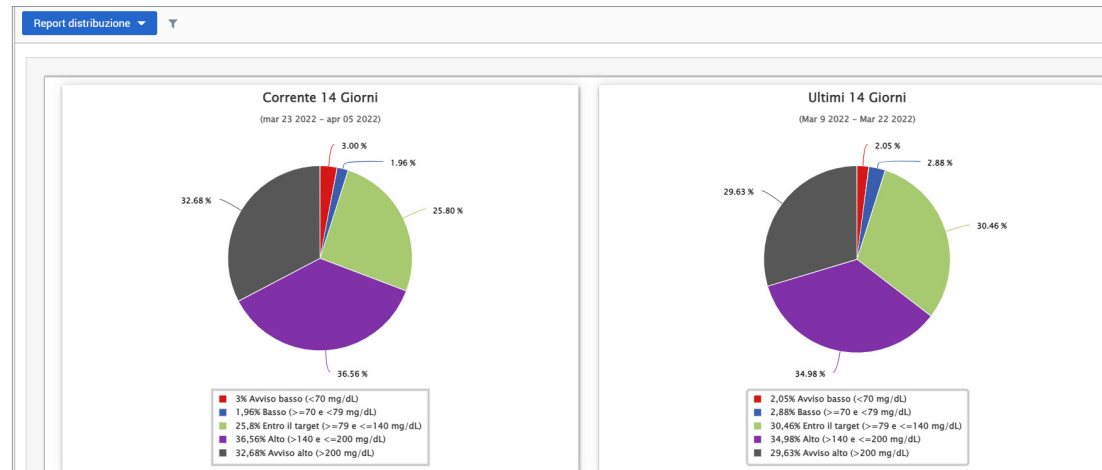 Report distribuzione
Corrente 14 Giorni
(mar 23 2022 - apr 05 2022)
3.00 %
1.96 %
25.80 %
32.68 %
36.56 %
3% Avviso basso (<70 mg/dL)
1,96% Basso (>=70 e <79 mg/dL)
25,8% Entro il target (>=79 e <=140 mg/dL)
36,56% Alto (>140 e <=200 mg/dL)
32,68% Avviso alto (>200 mg/dL)
Ultimi 14 Giorni
(Mar 9 2022 - Mar 22 2022)
2.05 %
2.88 %
29.63 %
30.46 %
34.98 %
2,05% Avviso basso (<70 mg/dL)
2,88% Basso (>=70 e <79 mg/dL)
30,46% Entro il target (>=79 e <=140 mg/dL)
34,98% Alto (>140 e <=200 mg/dL)
29,63% Avviso alto (>200 mg/dL)